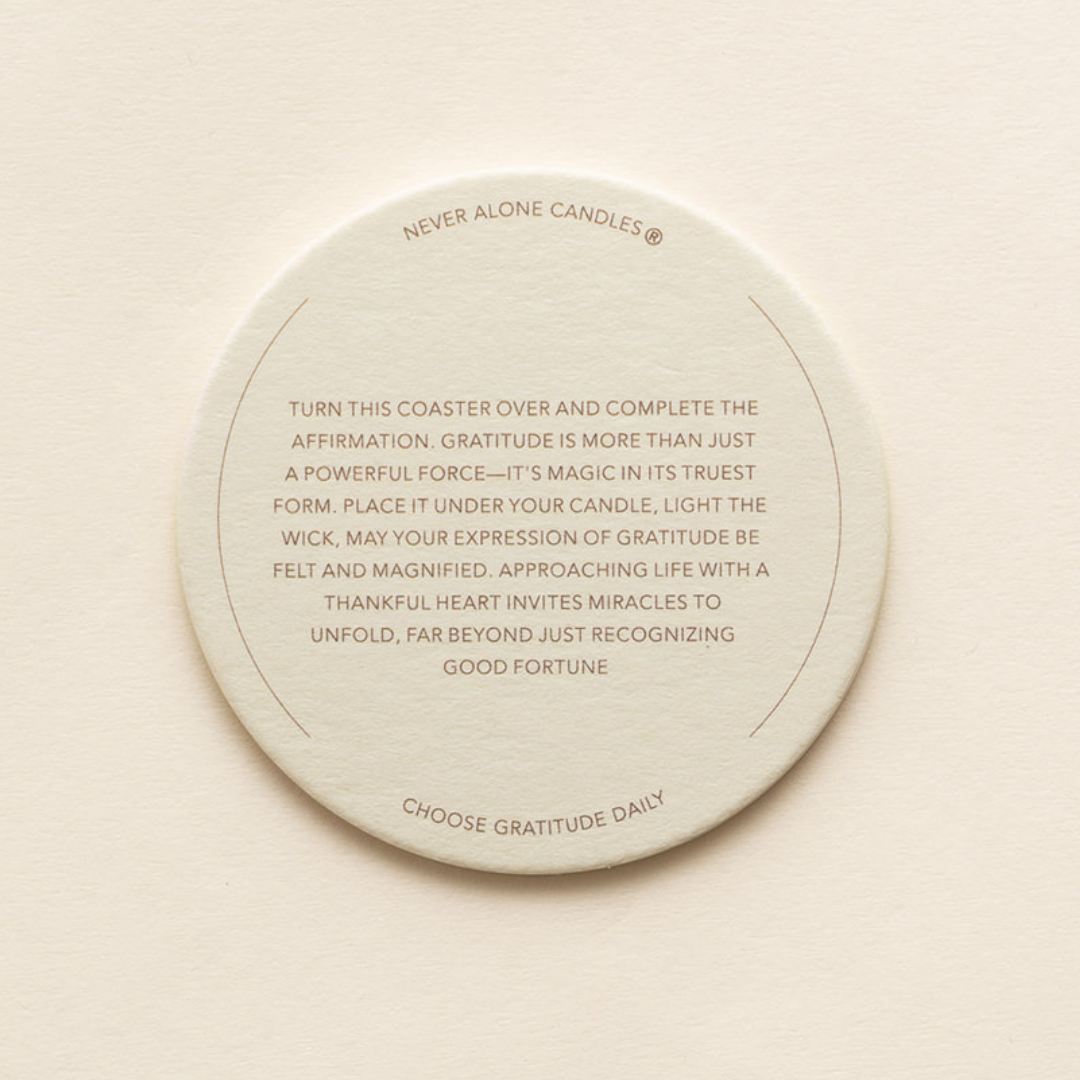 NEVER ALONE CANDLES®
TURN THIS COASTER OVER AND COMPLETE THE
AFFIRMATION. GRATITUDE IS MORE THAN JUST
A POWERFUL FORCE—IT'S MAGIC IN ITS TRUEST
FORM. PLACE IT UNDER YOUR CANDLE, LIGHT THE
WICK, MAY YOUR EXPRESSION OF GRATITUDE BE
FELT AND MAGNIFIED. APPROACHING LIFE WITH A
THANKFUL HEART INVITES MIRACLES TO
UNFOLD, FAR BEYOND JUST RECOGNIZING
GOOD FORTUNE
CHOOSE GRATITUDE DAILY